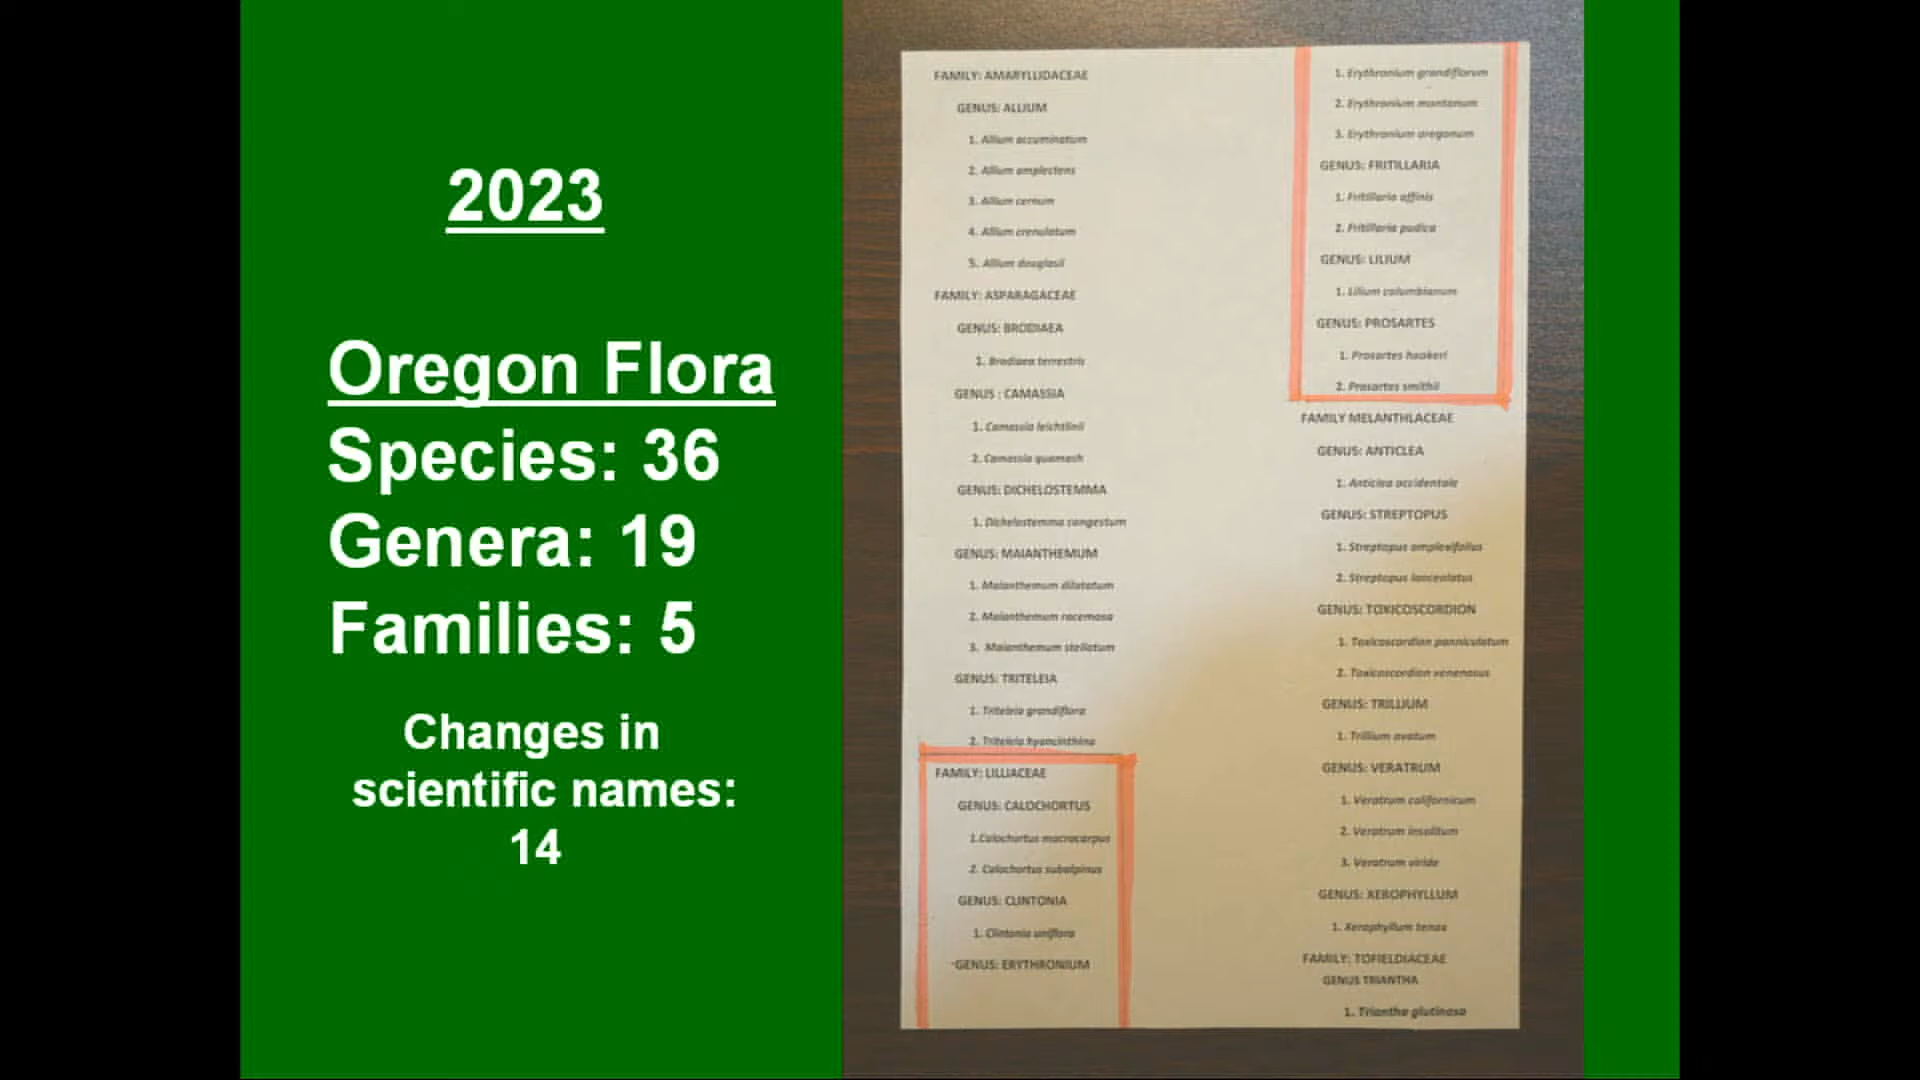 2023
Oregon Flora
Species: 36
Genera: 19
Families: 5
Changes in
scientific names:
14
FAMILY: AMARYLLIDACEAE
GENUS: ALLIUM
1. Allium accuminatum
2. Allium amplectens
3. Allium cernum
4. Allium crenulatum
5. Allium douglasii
FAMILY: ASPARAGACEAE
GENUS: BRODIAEA
1. Brodiaea terrestris
GENUS : CAMASSIA
1. Camassia leichtlinii
2. Camassia quamash
GENUS: DICHELOSTEMMA
1. Dichelostemma congestum
GENUS: MAIANTHEMUM
1. Maianthemum dilatatum
2. Maianthemum racemosa
3. Maianthemum stellatum
GENUS: TRITELEIA
1. Triteleia grandiflora
2. Triteleia hyancinthina
FAMILY: LILLIACEAE
GENUS: CALOCHORTUS
1.Calochortus macrocarpus
2. Calochortus subalpinus
GENUS: CLINTONIA
1. Clintonia uniflora
GENUS: ERYTHRONIUM
1. Erythronium grandiflorum
2. Erythronium montanum
3. Erythronium oregonum
GENUS: FRITILLARIA
1. Fritillaria affinis
2. Fritillaria pudica
GENUS: LILIUM
1. Lilium columbianum
GENUS: PROSARTES
1. Prosartes hookeri
2. Prosartes smithii
FAMILY MELANTHLACEAE
GENUS: ANTICLEA
1. Anticlea occidentale
GENUS: STREPTOPUS
1. Streptopus amplexifolius
2. Streptopus lanceolatus
GENUS: TOXICOSCORDION
1. Toxicoscordion panniculatum
2. Toxicoscordion venenosus
GENUS: TRILLIUM
1. Trillium ovatum
GENUS: VERATRUM
1. Veratrum californicum
2. Veratrum insolitum
3. Veratrum viride
GENUS: XEROPHYLLUM
1. Xerophyllum tenax
FAMILY: TOFIELDIACEAE
GENUS TRIANTHA
1. Triantha glutinosa